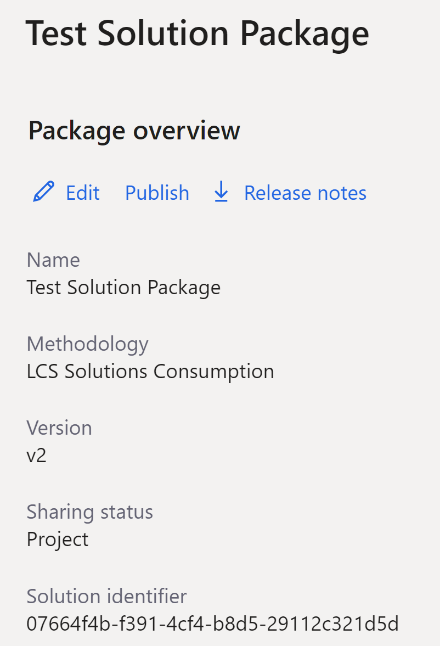 Test Solution Package
Package overview
Edit Publish Release notes
Name
Test Solution Package
Methodology
LCS Solutions Consumption
Version
v2
Sharing status
Project
Solution identifier
07664f4b-f391-4cf4-b8d5-29112c321d5d